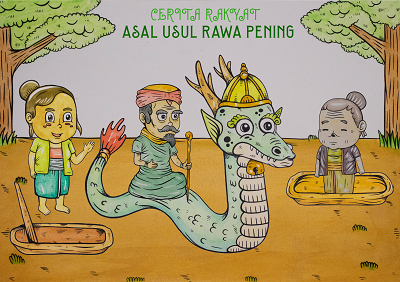 CERITA RAKYAT
ASAL USUL RAWA PENING